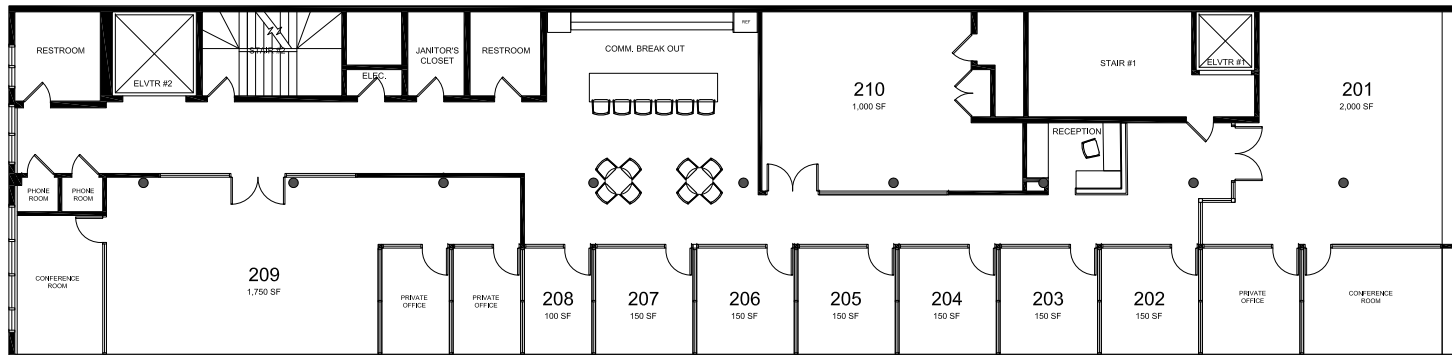 RESTROOM
ELVTR #2
STAIR #2
ELEC.
JANITOR'S
CLOSET
RESTROOM
REF
COMM. BREAK OUT
210
1,000 SF
STAIR #1
ELVTR #1
201
2,000 SF
RECEPTION
PHONE
ROOM
PHONE
ROOM
CONFERENCE
ROOM
209
1,750 SF
PRIVATE
OFFICE
PRIVATE
OFFICE
208
100 SF
207
150 SF
206
150 SF
205
150 SF
204
150 SF
203
150 SF
202
150 SF
PRIVATE
OFFICE
CONFERENCE
ROOM